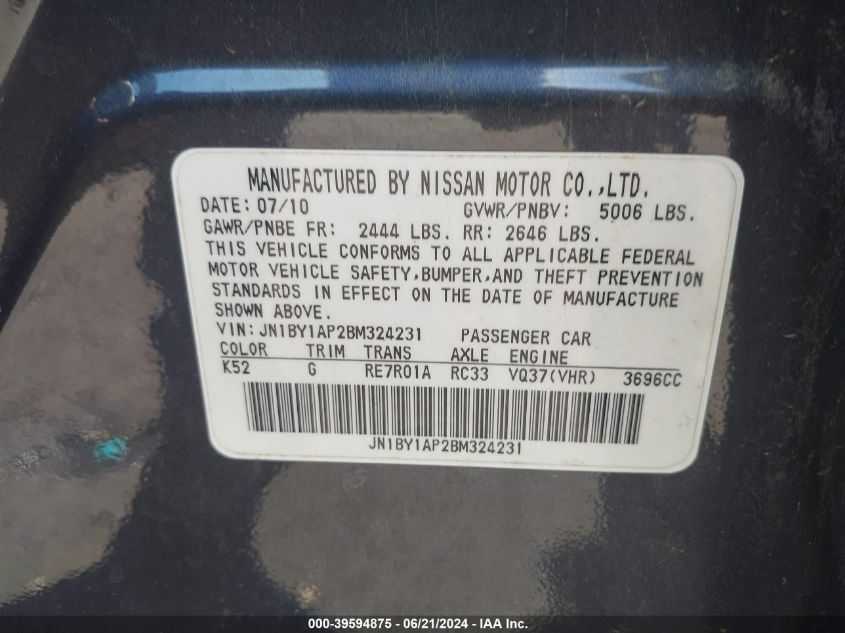 MANUFACTURED BY NISSAN MOTOR CO.,LTD.
DATE: 07/10 GVWR/PNBV: 5006 LBS.
GAWR/PNBE FR: 2444 LBS. RR: 2646 LBS.
THIS VEHICLE CONFORMS TO ALL APPLICABLE FEDERAL
MOTOR VEHICLE SAFETY,BUMPER,AND THEFT PREVENTION
STANDARDS IN EFFECT ON THE DATE OF MANUFACTURE
SHOWN ABOVE.
VIN: JN1BY1AP2BM324231 PASSENGER CAR
COLOR TRIM TRANS AXLE ENGINE
K52 G RE7R01A RC33 VQ37(VHR) 3696CC
JN1BY1AP2BM324231
000-39594875 - 06/21/2024 - IAA Inc.